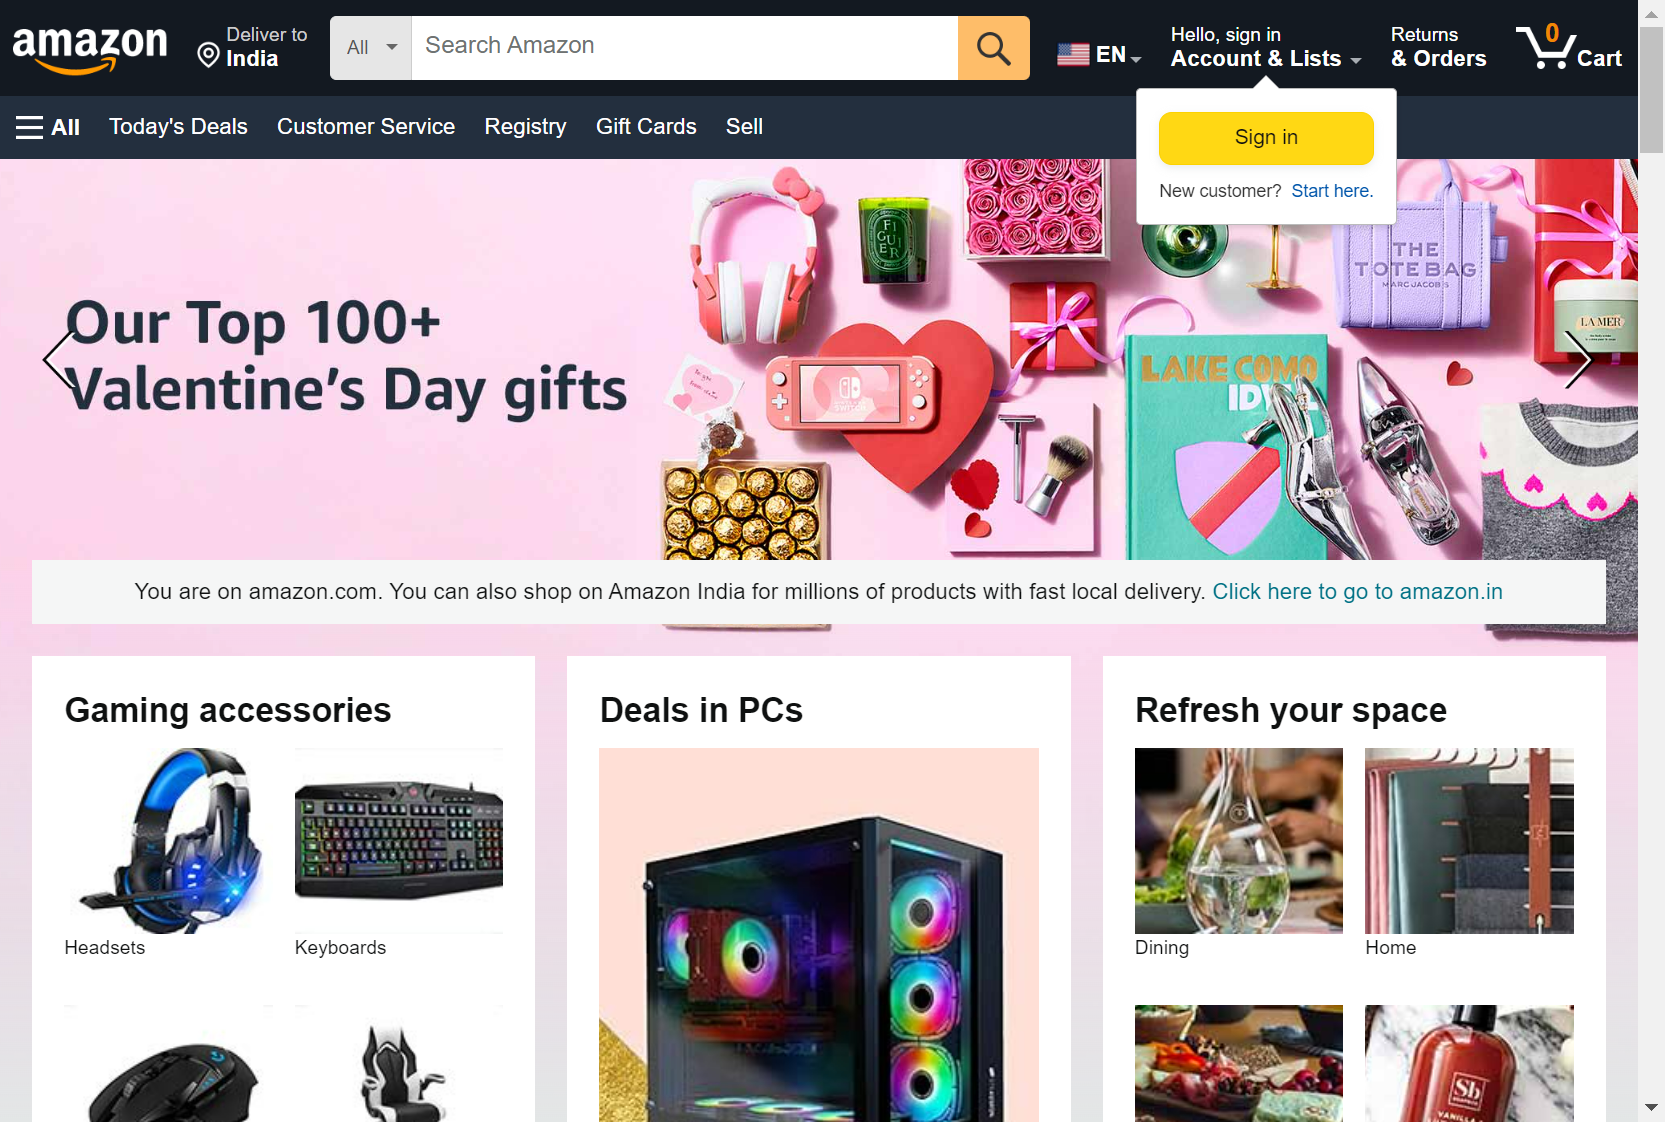 amazon
Deliver to
India
All
Search Amazon
EN
Hello, sign in
Account & Lists
Returns
& Orders
0
Cart
All
Today's Deals
Customer Service
Registry
Gift Cards
Sell
Sign in
New customer? Start here.
Our Top 100+
Valentine's Day gifts
FIGUIER
THE
TOTE BAG
MARC JACOBS
LA MER
LAKE COMO
SWITCH
You are on amazon.com. You can also shop on Amazon India for millions of products with fast local delivery. Click here to go to amazon.in
Gaming accessories
Headsets
Keyboards
Deals in PCs
Refresh your space
Dining
Home
Sb
VANILLA